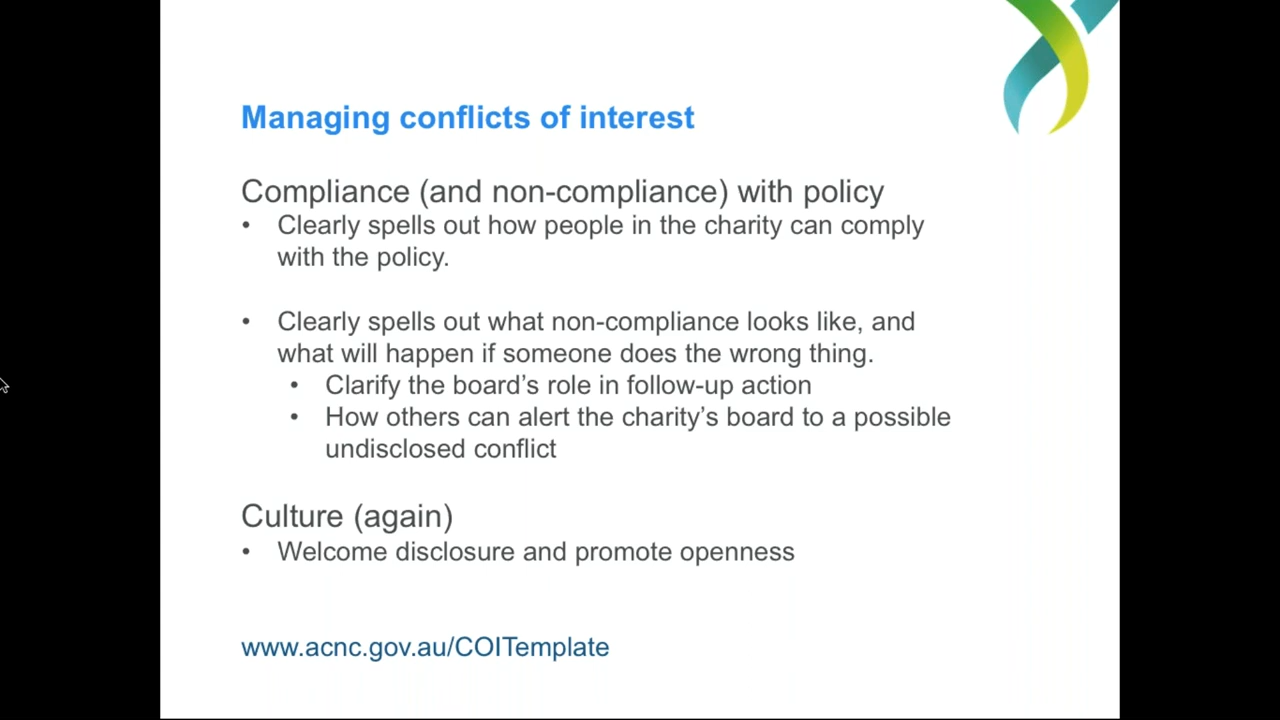 Managing conflicts of interest
Compliance (and non-compliance) with policy
• Clearly spells out how people in the charity can comply
with the policy.
• Clearly spells out what non-compliance looks like, and
what will happen if someone does the wrong thing.
• Clarify the board’s role in follow-up action
• How others can alert the charity’s board to a possible
undisclosed conflict
Culture (again)
• Welcome disclosure and promote openness
www.acnc.gov.au/COITemplate